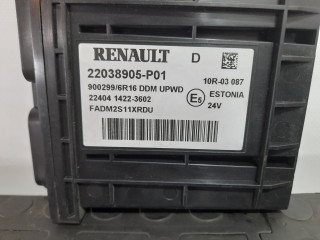 RENAULT D
22038905-P01 10R-03 087
900299/6R16 DDM UPWD
E5 ESTONIA
22404 1422-3602 24V
FADM2S11XRDU